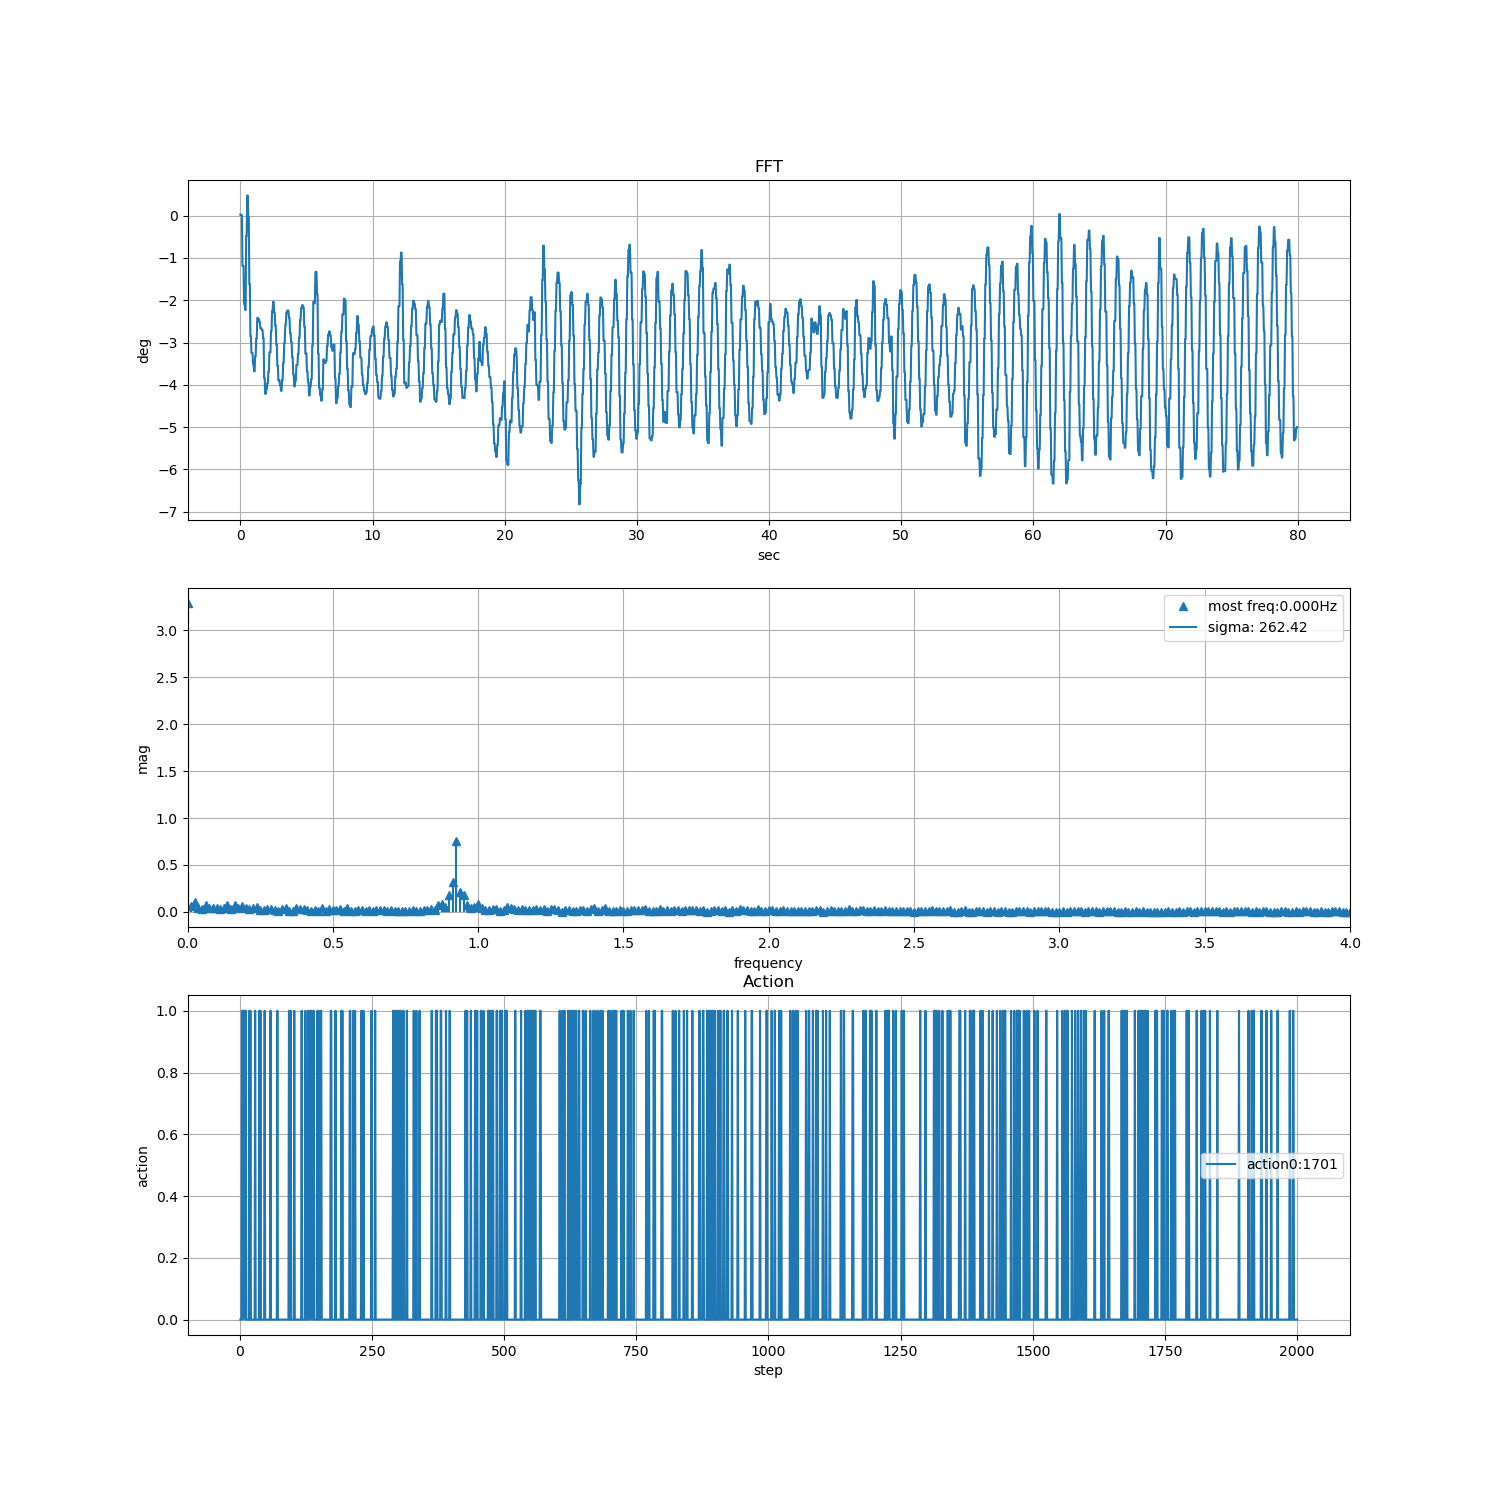 FFT
0
−1
−2
−3
−4
−5
−6
−7
deg
0 10 20 30 40 50 60 70 80
sec
most freq:0.000Hz
sigma: 262.42
3.0
2.5
2.0
1.5
1.0
0.5
0.0
mag
0.0 0.5 1.0 1.5 2.0 2.5 3.0 3.5 4.0
frequency
Action
1.0
0.8
0.6
0.4
0.2
0.0
action
action0:1701
0 250 500 750 1000 1250 1500 1750 2000
step